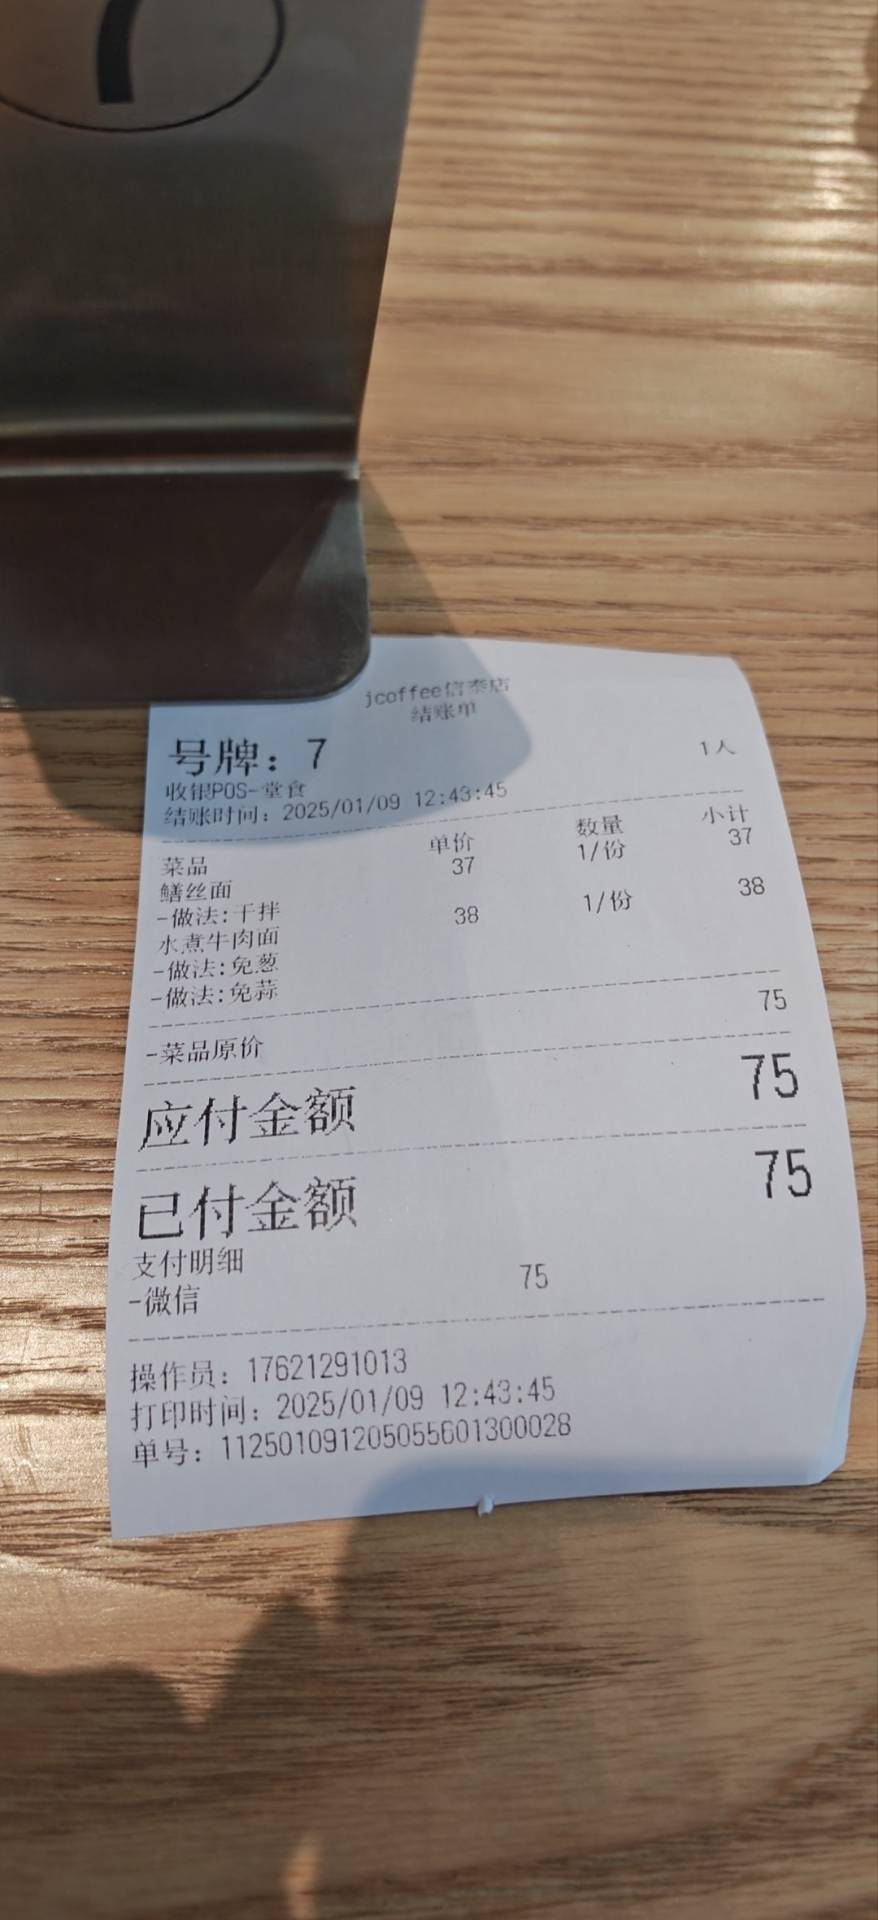 7
jcoffee信泰店
结账单
号牌：7 1人
收银POS-堂食
结账时间：2025/01/09 12:43:45
菜品 单价 数量 小计
鳝丝面 37 1/份 37
-做法:干拌
水煮牛肉面 38 1/份 38
-做法:免葱
-做法:免蒜
-菜品原价 75
应付金额 75
已付金额 75
支付明细
-微信 75
操作员：17621291013
打印时间：2025/01/09 12:43:45
单号：112501091205055601300028